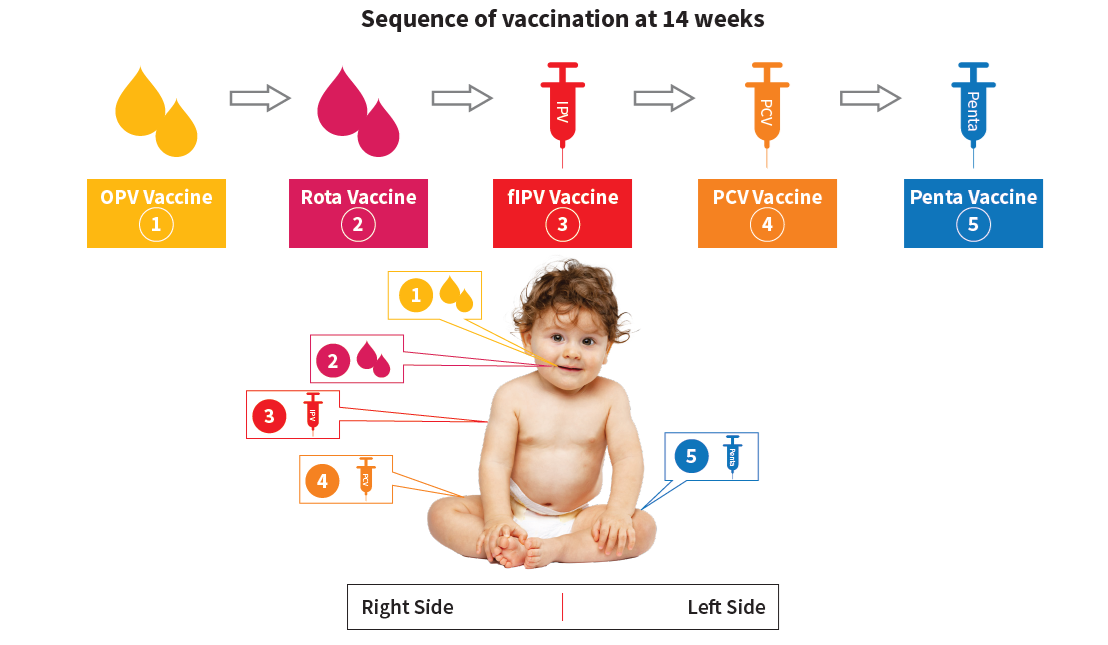 Sequence of vaccination at 14 weeks
IPV
PCV
Penta
OPV Vaccine
1
Rota Vaccine
2
fIPV Vaccine
3
PCV Vaccine
4
Penta Vaccine
5
1
2
3
IPV
4
PCV
5
Penta
Right Side
Left Side